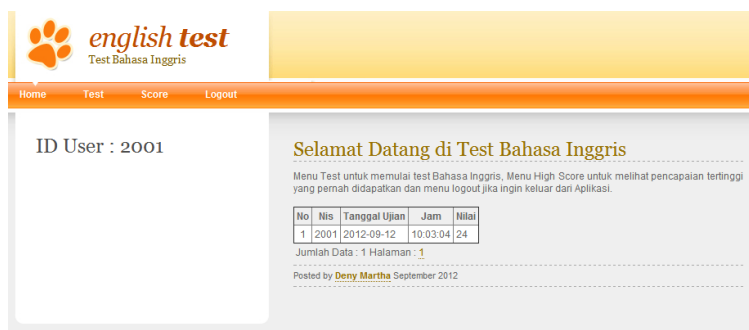 english test
Test Bahasa Inggris
Home Test Score Logout
ID User : 2001
Selamat Datang di Test Bahasa Inggris
Menu Test untuk memulai test Bahasa Inggris, Menu High Score untuk melihat pencapaian tertinggi
yang pernah didapatkan dan menu logout jika ingin keluar dari Aplikasi.
No Nis Tanggal Ujian Jam Nilai
1 2001 2012-09-12 10:03:04 24
Jumlah Data : 1 Halaman : 1
Posted by Deny Martha September 2012